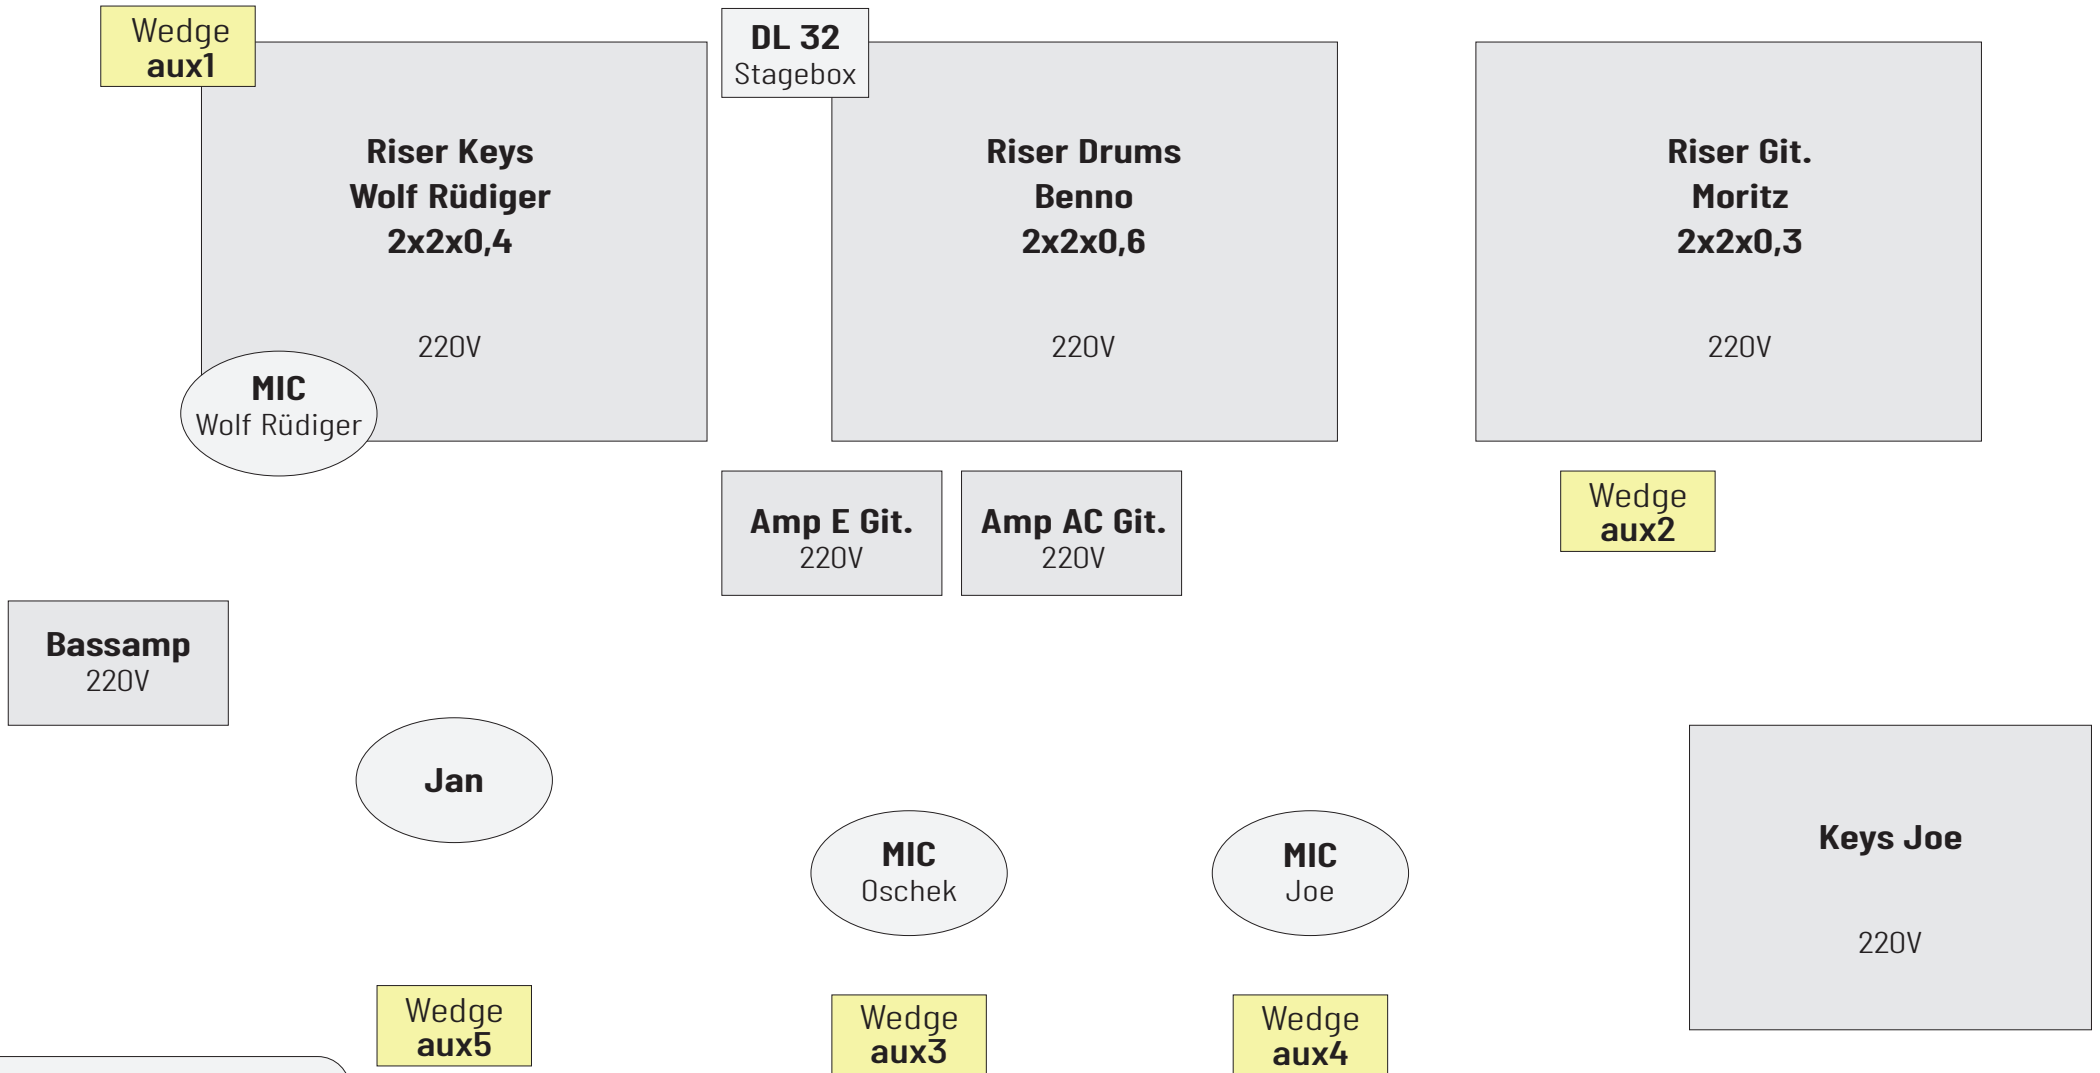 Wedge
aux1
DL 32
Stagebox
Riser Keys
Wolf Rüdiger
2x2x0,4
220V
Riser Drums
Benno
2x2x0,6
220V
Riser Git.
Moritz
2x2x0,3
220V
MIC
Wolf Rüdiger
Amp E Git.
220V
Amp AC Git.
220V
Wedge
aux2
Bassamp
220V
Jan
MIC
Oschek
MIC
Joe
Keys Joe
220V
Wedge
aux5
Wedge
aux3
Wedge
aux4